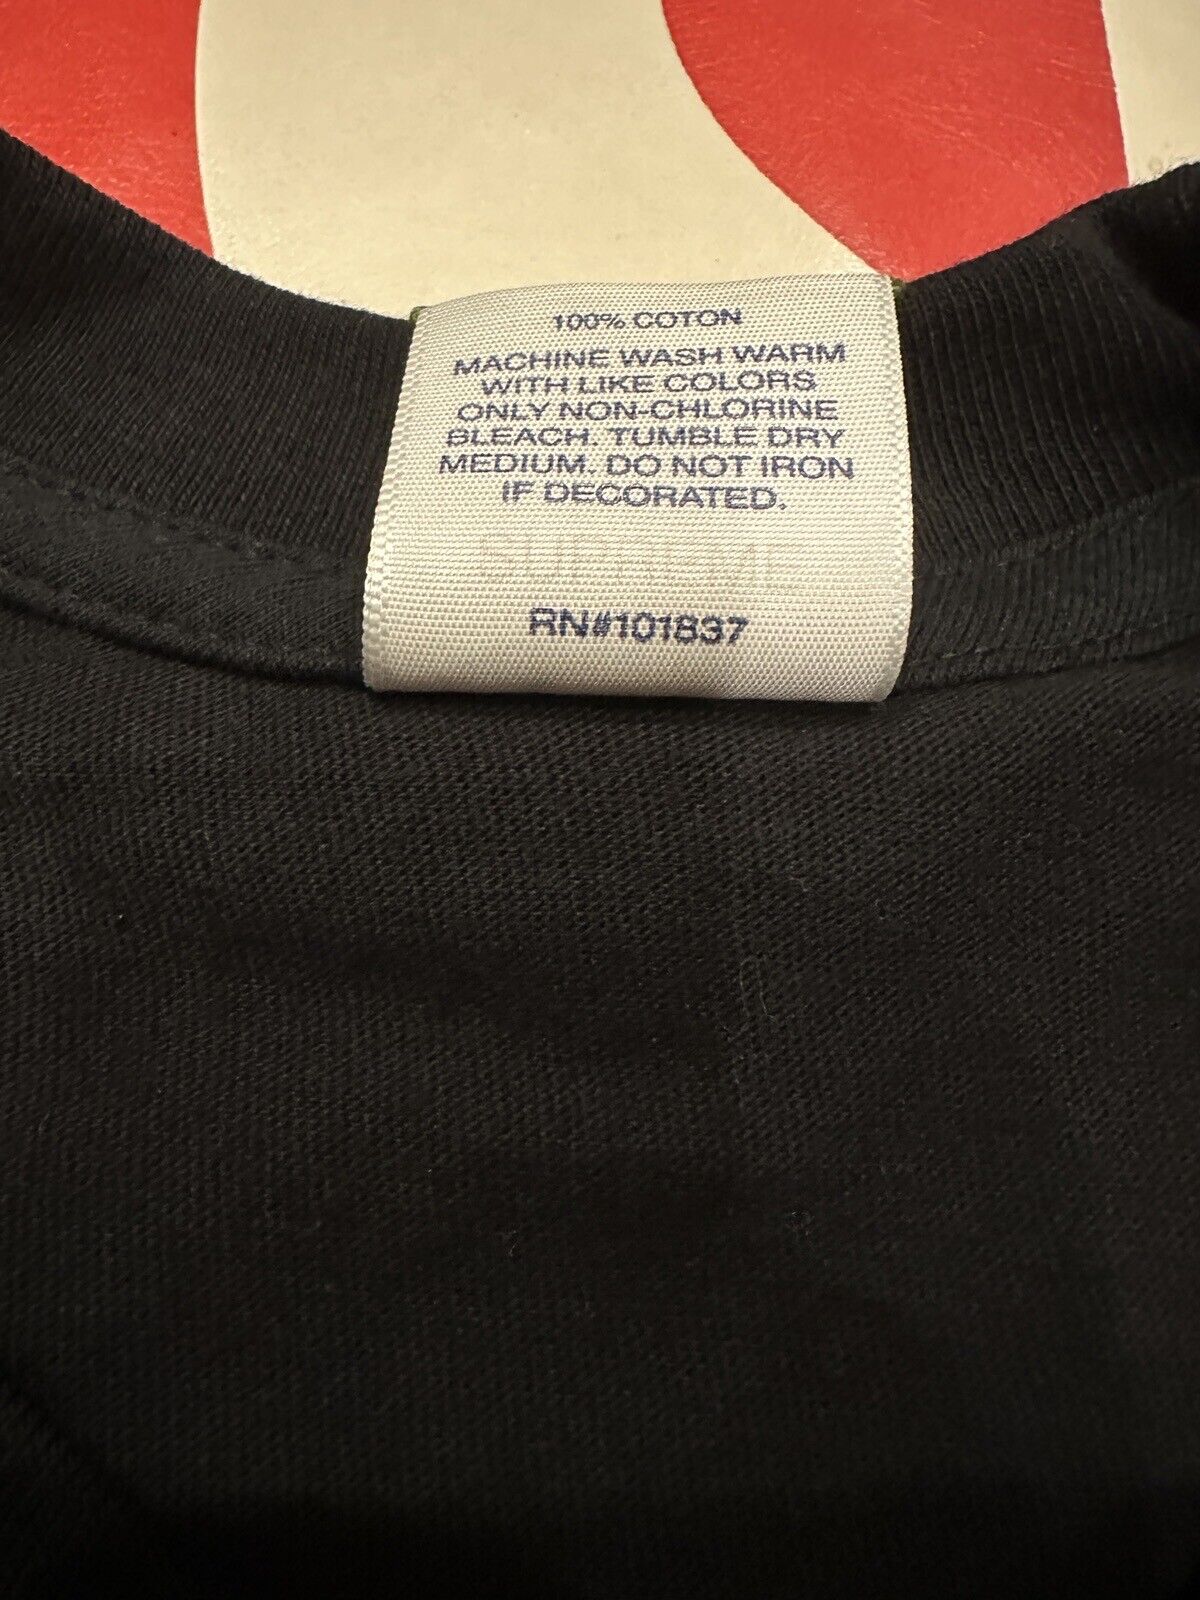 100% COTON
MACHINE WASH WARM
WITH LIKE COLORS
ONLY NON-CHLORINE
BLEACH. TUMBLE DRY
MEDIUM. DO NOT IRON
IF DECORATED.
SUPREME
RN#101837